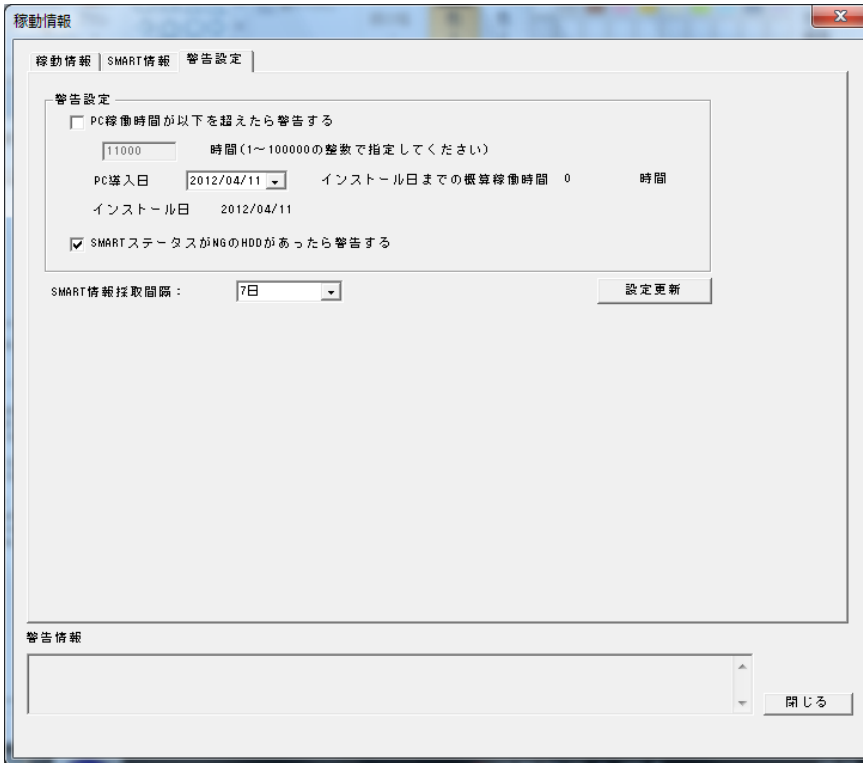 稼動情報
稼動情報 SMART情報 警告設定
警告設定
PC稼働時間が以下を超えたら警告する
11000 時間(1～100000の整数で指定してください)
PC導入日 2012/04/11 インストール日までの概算稼働時間 0 時間
インストール日 2012/04/11
SMARTステータスがNGのHDDがあったら警告する
SMART情報採取間隔： 7日 設定更新
警告情報
閉じる